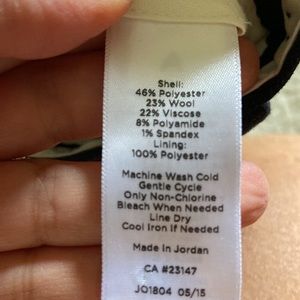 Shell:
46% Polyester
23% Wool
22% Viscose
8% Polyamide
1% Spandex
Lining:
100% Polyester
Machine Wash Cold
Gentle Cycle
Only Non-Chlorine
Bleach When Needed
Line Dry
Cool Iron If Needed
Made in Jordan
CA #23147
JO1804 05/15